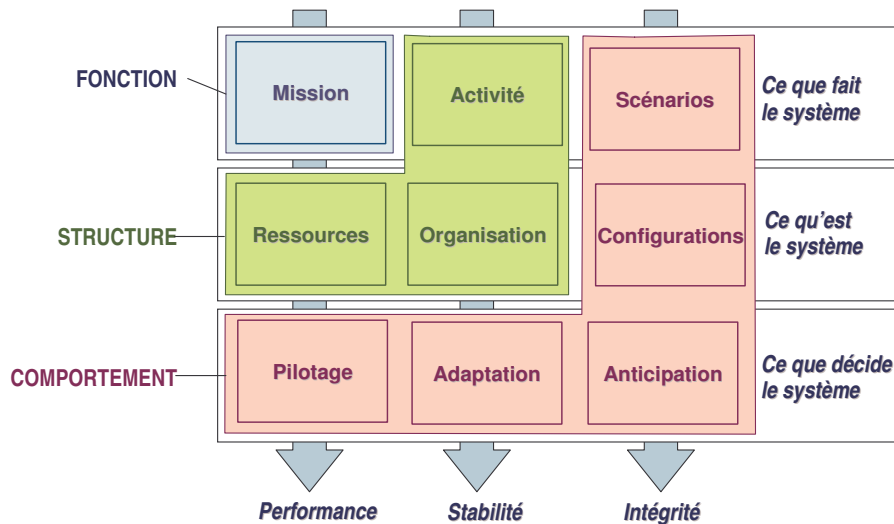 FONCTION
Mission
Activité
Scénarios
Ce que fait
le système
STRUCTURE
Ressources
Organisation
Configurations
Ce qu'est
le système
COMPORTEMENT
Pilotage
Adaptation
Anticipation
Ce que décide
le système
Performance
Stabilité
Intégrité